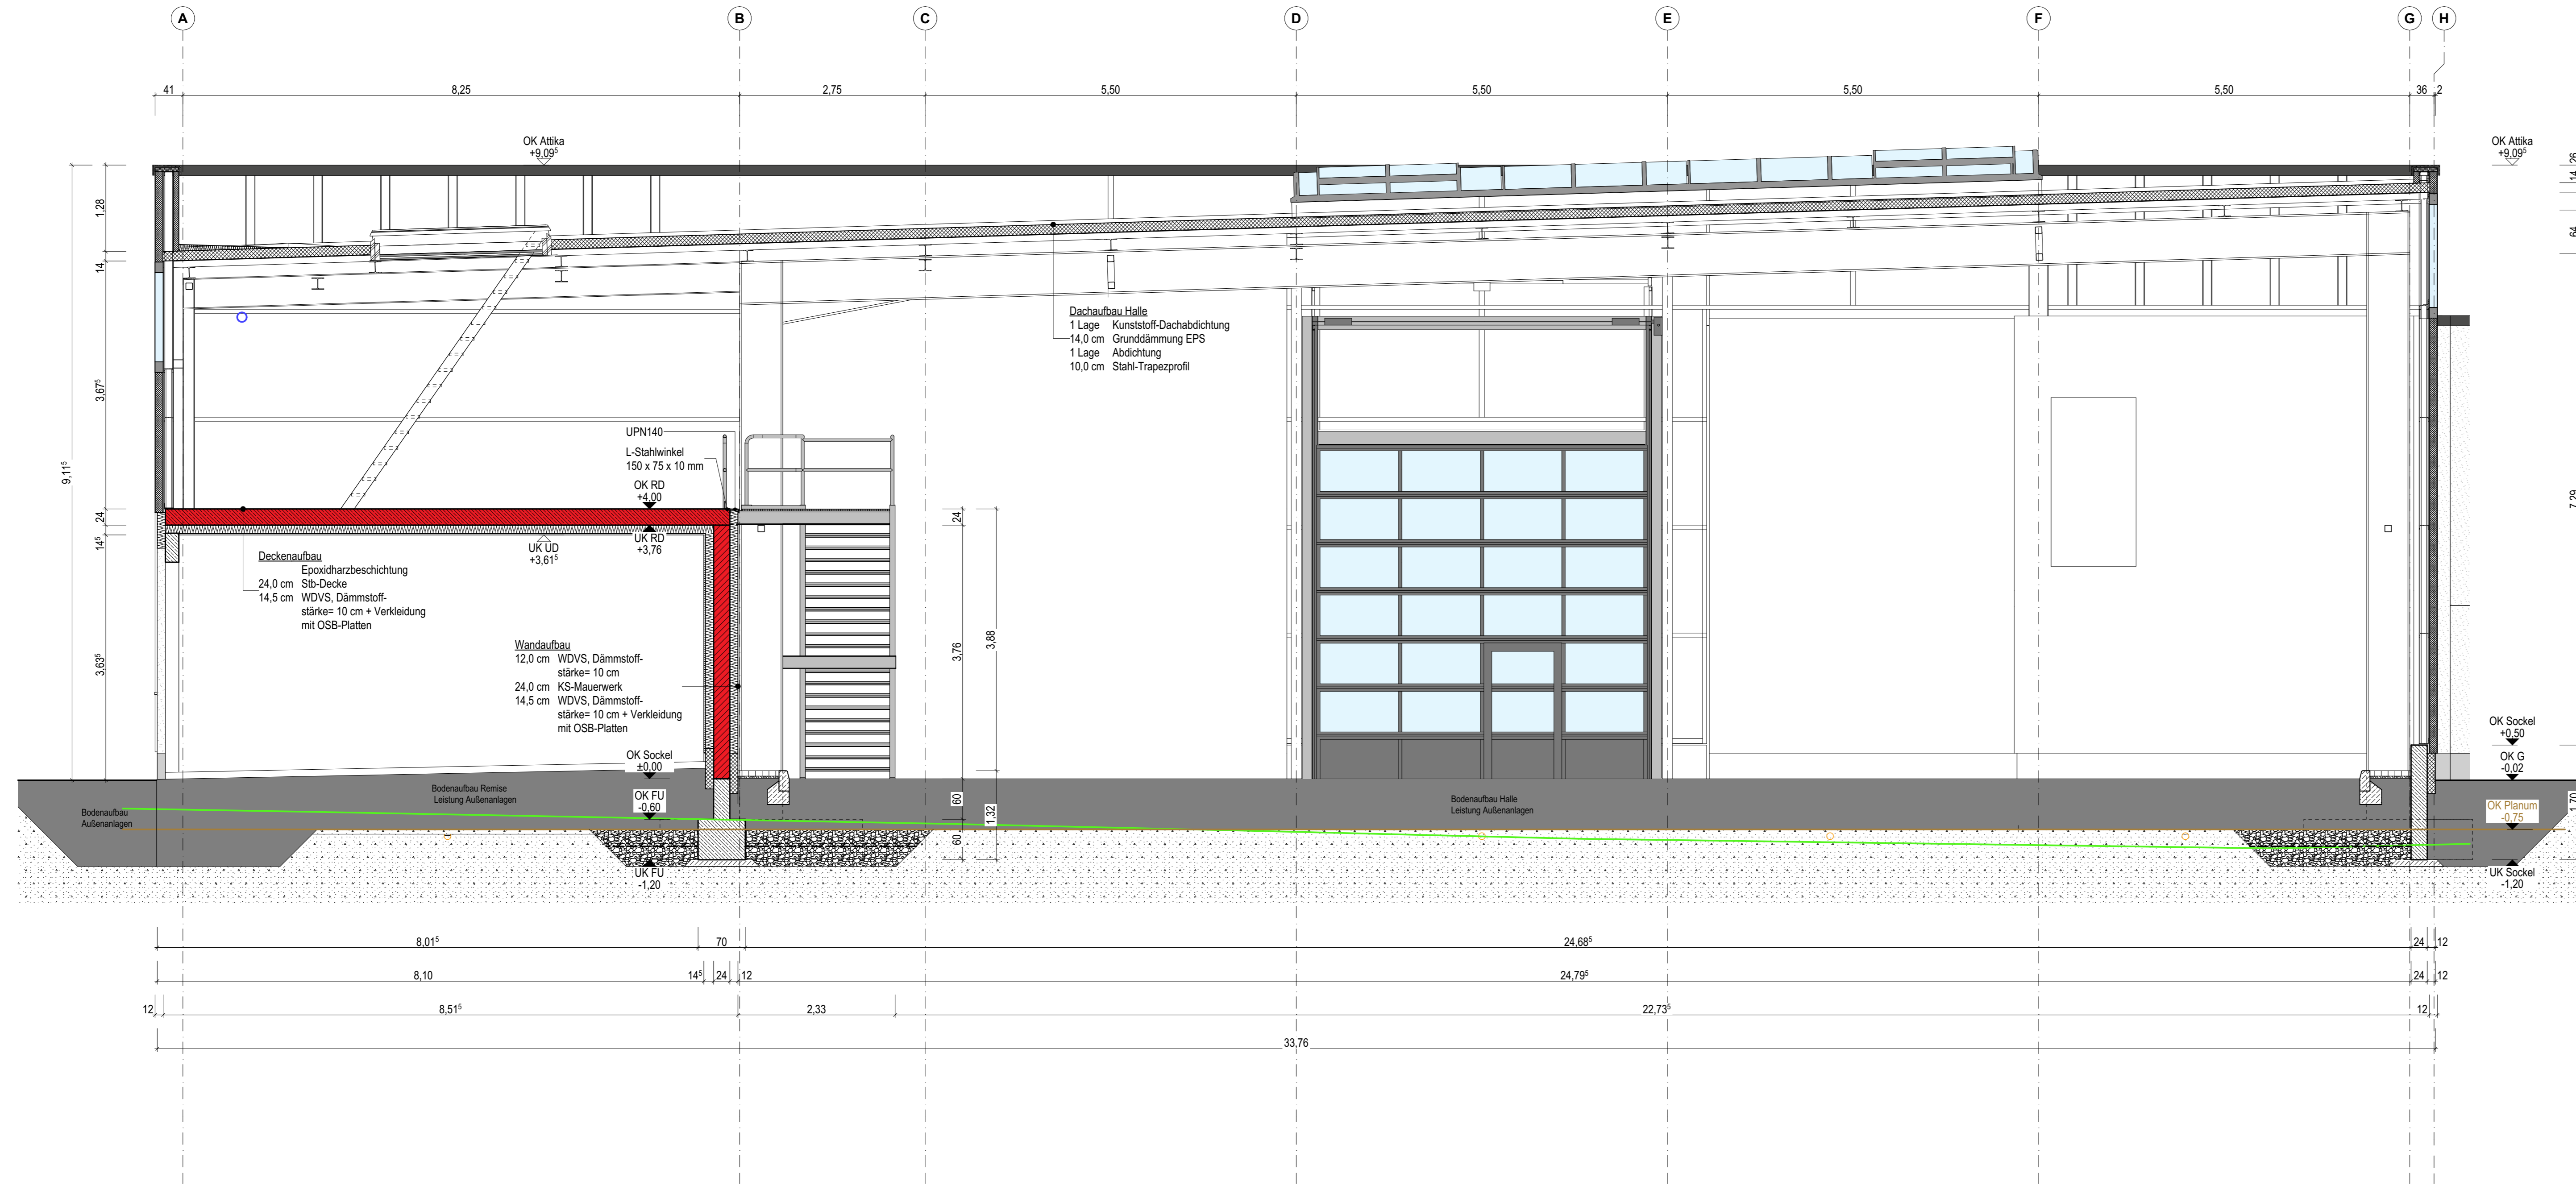 A
B
C
D
E
F
G
H
41
8,25
2,75
5,50
5,50
5,50
5,50
36
2
OK Attika
+9,09⁵
OK Attika
+9,09⁵
26
14
64
7,29
1,70
9,11⁵
1,28
14
3,67⁵
24
14⁵
3,63⁵
Dachaufbau Halle
1 Lage Kunststoff-Dachabdichtung
14,0 cm Grunddämmung EPS
1 Lage Abdichtung
10,0 cm Stahl-Trapezprofil
UPN140
L-Stahlwinkel
150 x 75 x 10 mm
OK RD
+4,00
UK RD
+3,76
UK UD
+3,61⁵
Deckenaufbau
Epoxidharzbeschichtung
24,0 cm Stb-Decke
14,5 cm WDVS, Dämmstoff-
stärke= 10 cm + Verkleidung
mit OSB-Platten
Wandaufbau
12,0 cm WDVS, Dämmstoff-
stärke= 10 cm
24,0 cm KS-Mauerwerk
14,5 cm WDVS, Dämmstoff-
stärke= 10 cm + Verkleidung
mit OSB-Platten
24
3,76
3,88
60
60
1,32
OK Sockel
±0,00
OK FU
-0,60
UK FU
-1,20
Bodenaufbau
Außenanlagen
Bodenaufbau Remise
Leistung Außenanlagen
Bodenaufbau Halle
Leistung Außenanlagen
OK Sockel
+0,50
OK G
-0,02
OK Planum
-0,75
UK Sockel
-1,20
8,01⁵
70
24,68⁵
24
12
8,10
14⁵
24
12
24,79⁵
24
12
12
8,51⁵
2,33
22,73⁵
12
33,76